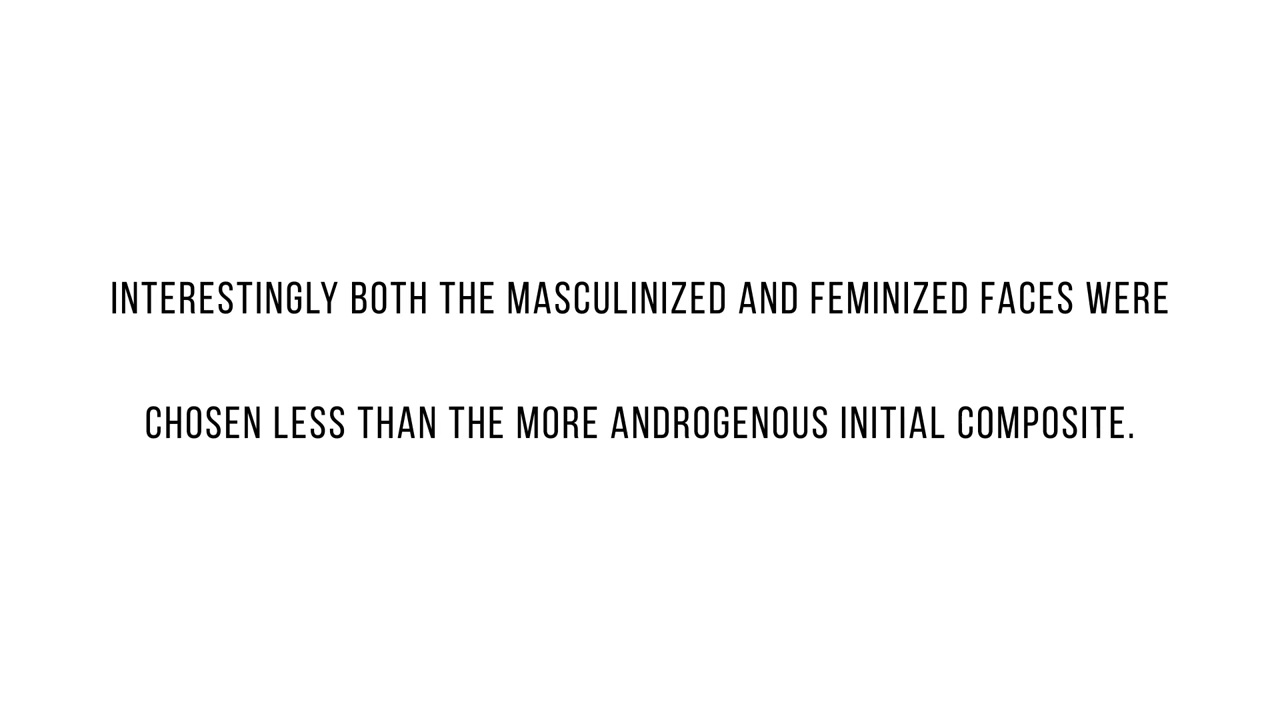 INTERESTINGLY BOTH THE MASCULINIZED AND FEMINIZED FACES WERE
CHOSEN LESS THAN THE MORE ANDROGENOUS INITIAL COMPOSITE.